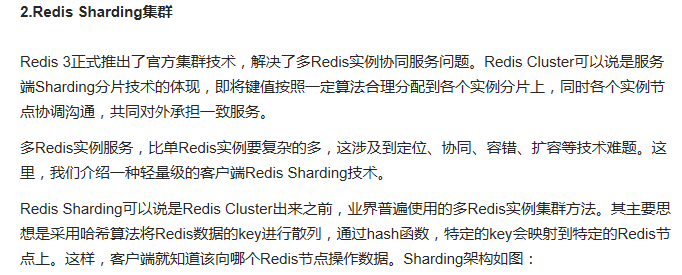 2.Redis Sharding集群
Redis 3正式推出了官方集群技术，解决了多Redis实例协同服务问题。Redis Cluster可以说是服务
端Sharding分片技术的体现，即将键值按照一定算法合理分配到各个实例分片上，同时各个实例节
点协调沟通，共同对外承担一致服务。
多Redis实例服务，比单Redis实例要复杂的多，这涉及到定位、协同、容错、扩容等技术难题。这
里，我们介绍一种轻量级的客户端Redis Sharding技术。
Redis Sharding可以说是Redis Cluster出来之前，业界普遍使用的多Redis实例集群方法。其主要思
想是采用哈希算法将Redis数据的key进行散列，通过hash函数，特定的key会映射到特定的Redis节
点上。这样，客户端就知道该向哪个Redis节点操作数据。Sharding架构如图：